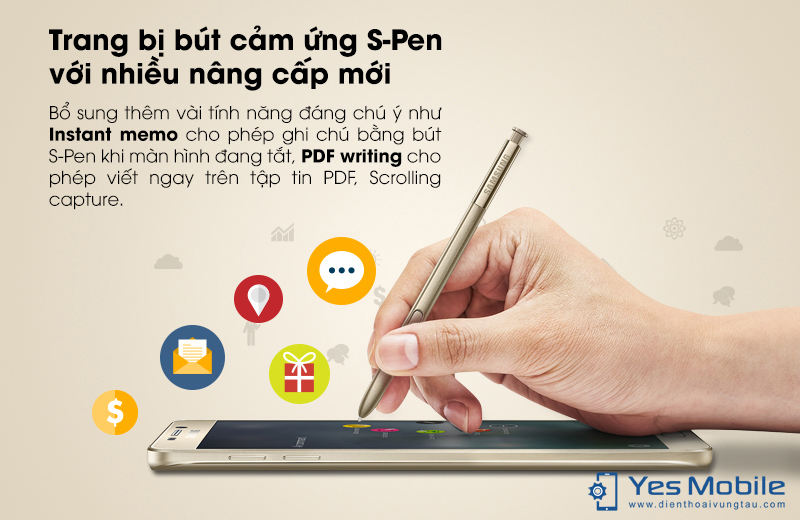 Trang bị bút cảm ứng S-Pen
với nhiều nâng cấp mới
Bổ sung thêm vài tính năng đáng chú ý như
Instant memo cho phép ghi chú bằng bút
S-Pen khi màn hình đang tắt, PDF writing cho
phép viết ngay trên tập tin PDF, Scrolling
capture.
SAMSUNG
$
$
Yes Mobile
www.dienthoaivungtau.com